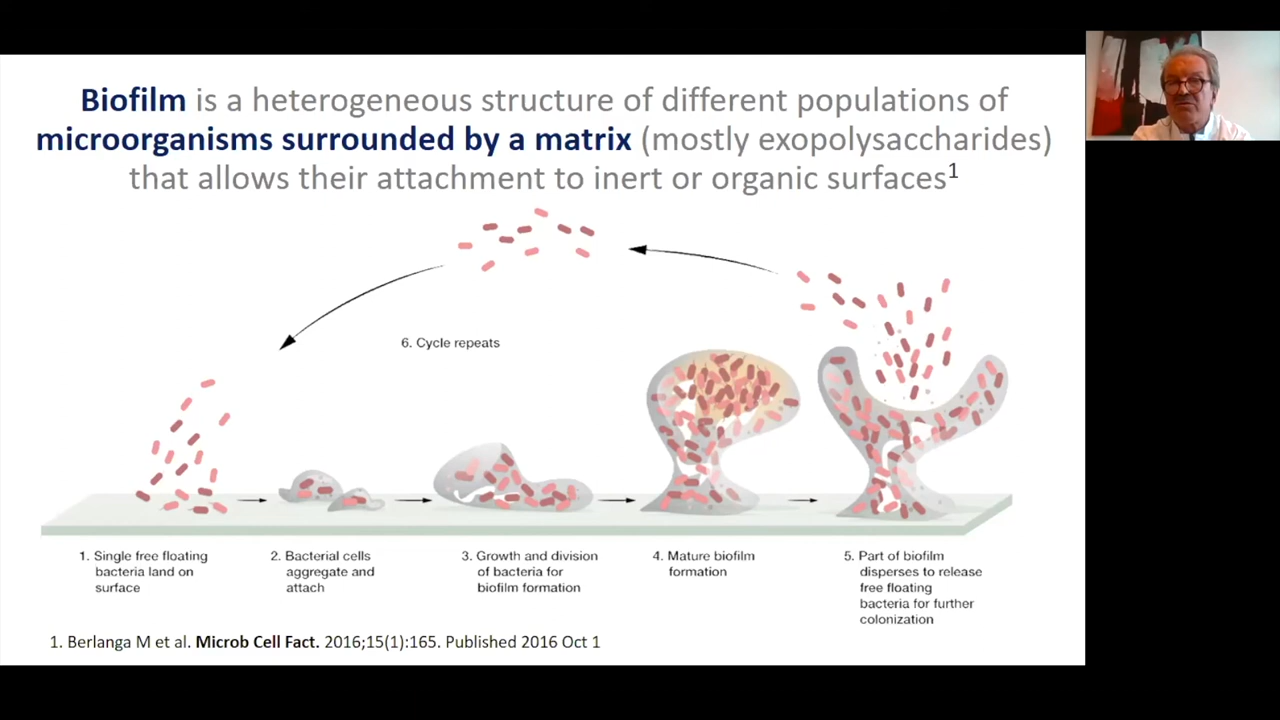 Biofilm is a heterogeneous structure of different populations of
microorganisms surrounded by a matrix (mostly exopolysaccharides)
that allows their attachment to inert or organic surfaces1
6. Cycle repeats
1. Single free floating
bacteria land on
surface
2. Bacterial cells
aggregate and
attach
3. Growth and division
of bacteria for
biofilm formation
4. Mature biofilm
formation
5. Part of biofilm
disperses to release
free floating
bacteria for further
colonization
1. Berlanga M et al. Microb Cell Fact. 2016;15(1):165. Published 2016 Oct 1